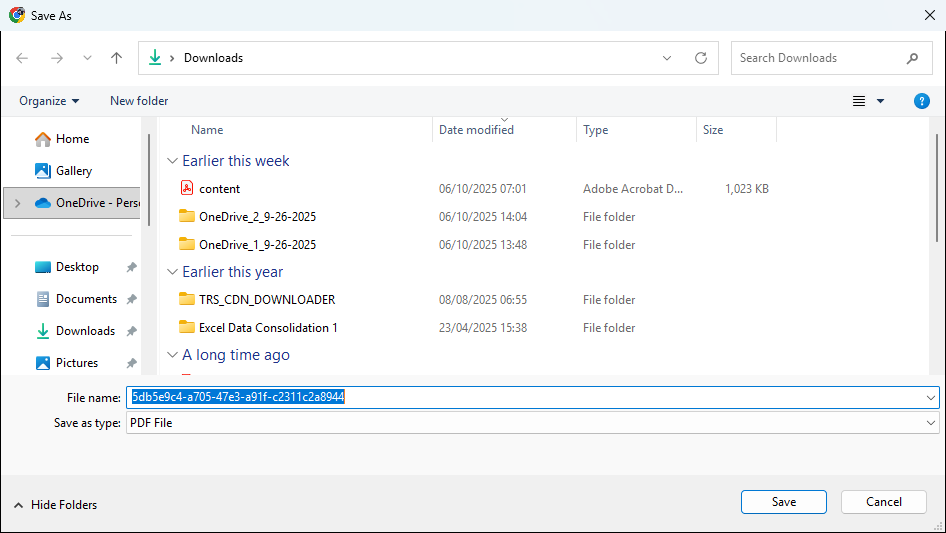 Save As
Downloads
Search Downloads
Organize
New folder
?
Name Date modified Type Size
Home
Gallery
OneDrive - Pers
Desktop
Documents
Downloads
Pictures
Earlier this week
content 06/10/2025 07:01 Adobe Acrobat D... 1,023 KB
OneDrive_2_9-26-2025 06/10/2025 14:04 File folder
OneDrive_1_9-26-2025 06/10/2025 13:48 File folder
Earlier this year
TRS_CDN_DOWNLOADER 08/08/2025 06:55 File folder
Excel Data Consolidation 1 23/04/2025 15:38 File folder
A long time ago
File name: 5db5e9c4-a705-47e3-a91f-c2311c2a8944
Save as type: PDF File
Hide Folders
Save
Cancel